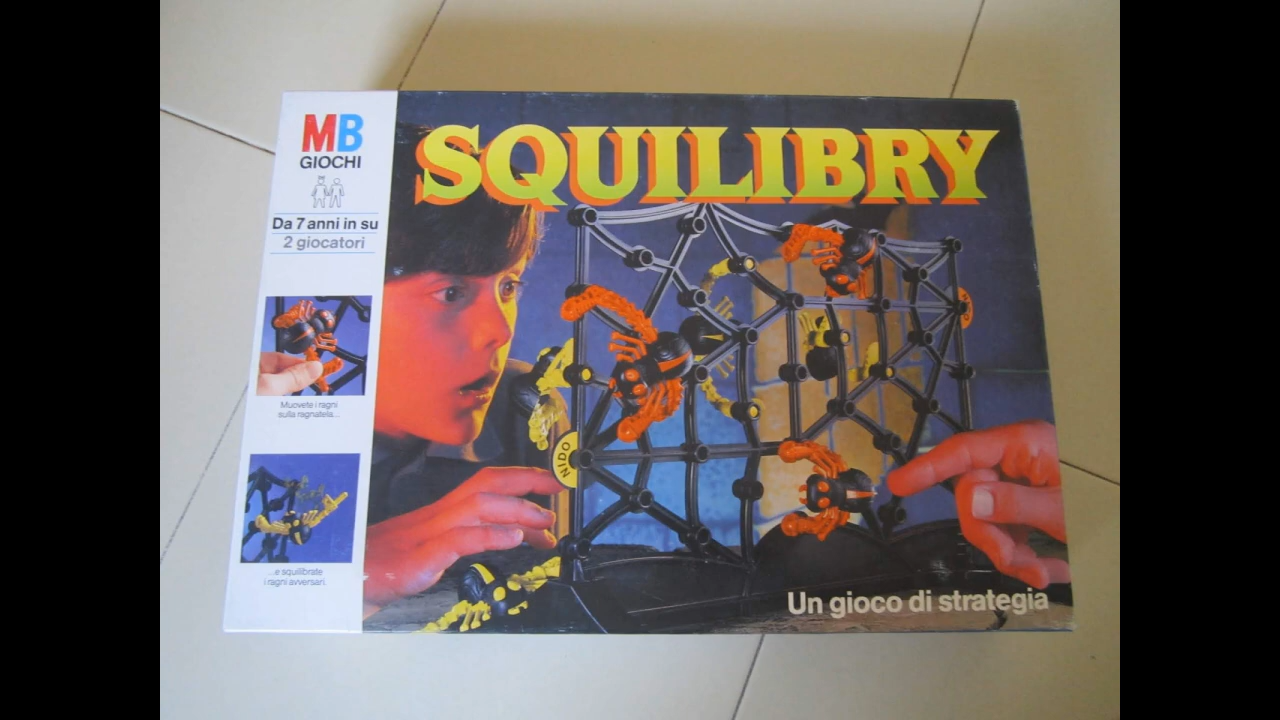 MB
GIOCHI
Da 7 anni in su
2 giocatori
Muovete i ragni
sulla ragnatela...
...e squilibrate
i ragni avversari.
SQUILIBRY
NIDO
Un gioco di strategia